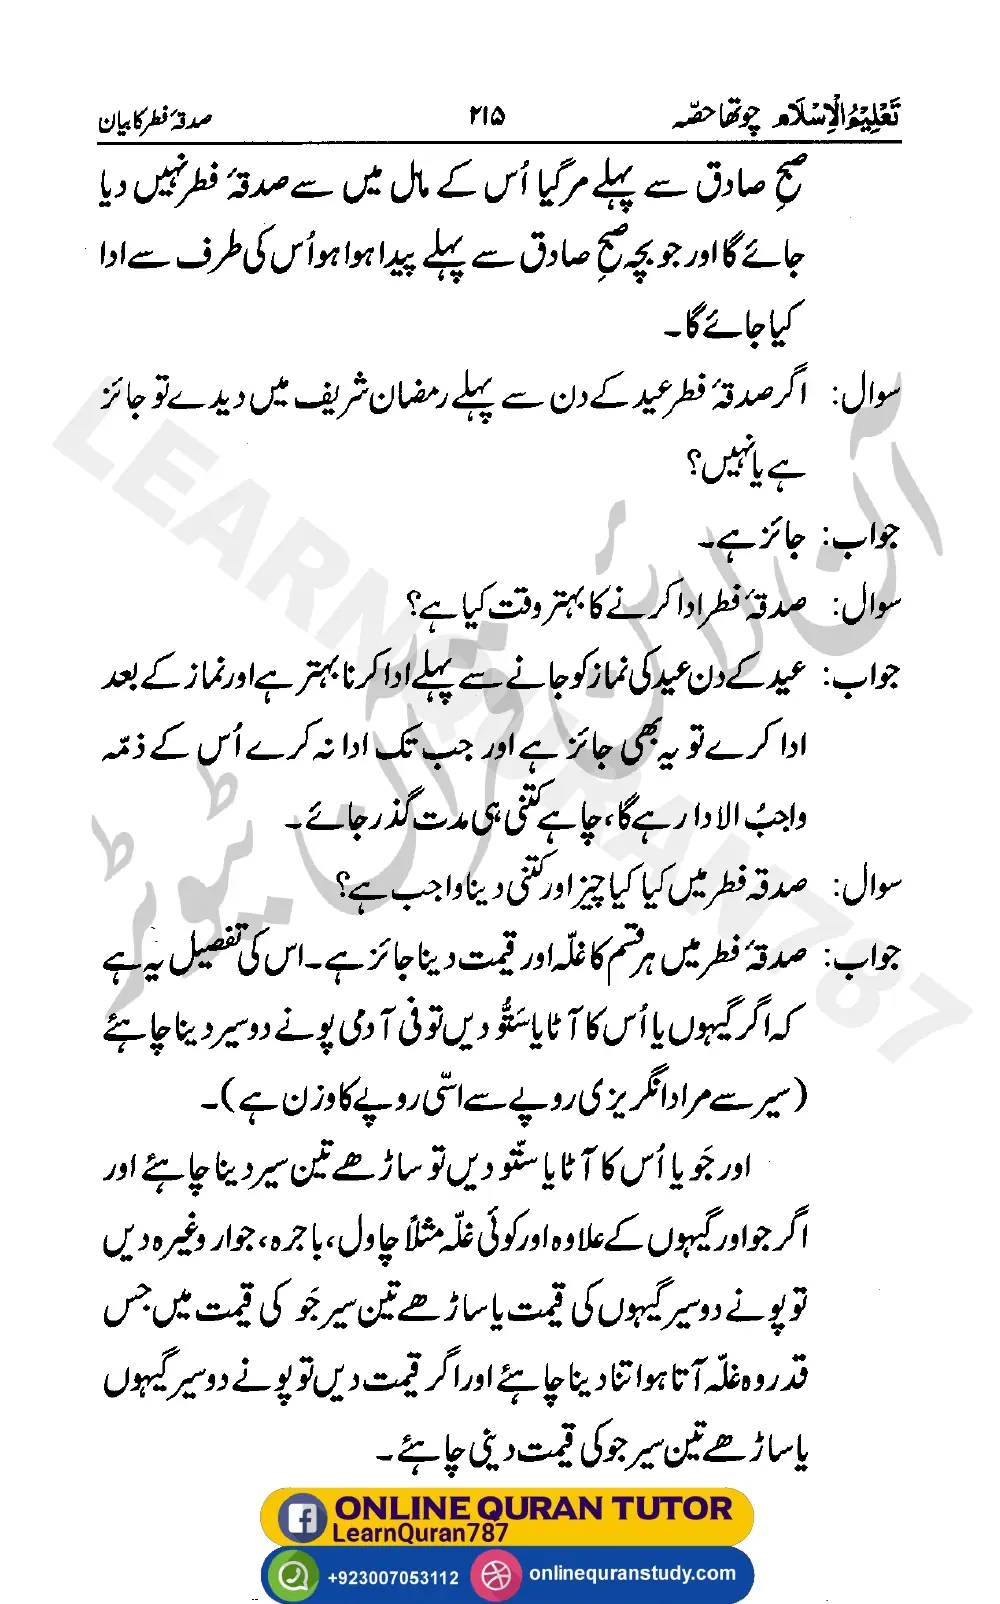 تَعْلِیْمُ الْاِسْلَام چوتھا حصّہ ۲۱۵ صدقۂ فطر کا بیان
صبحِ صادق سے پہلے مر گیا اُس کے مال میں سے صدقۂ فطر نہیں دیا
جائے گا اور جو بچہ صبحِ صادق سے پہلے پیدا ہوا ہو اُس کی طرف سے ادا
کیا جائے گا۔
سوال: اگر صدقۂ فطر عید کے دن سے پہلے رمضان شریف میں دیدے تو جائز
ہے یا نہیں؟
جواب: جائز ہے۔
سوال: صدقۂ فطر ادا کرنے کا بہتر وقت کیا ہے؟
جواب: عید کے دن عید کی نماز کو جانے سے پہلے ادا کرنا بہتر ہے اور نماز کے بعد
ادا کرے تو یہ بھی جائز ہے اور جب تک ادا نہ کرے اُس کے ذمّہ
واجبُ الادا رہے گا، چاہے کتنی ہی مدت گذر جائے۔
سوال: صدقہ فطر میں کیا کیا چیز اور کتنی دینا واجب ہے؟
جواب: صدقۂ فطر میں ہر قسم کا غلّہ اور قیمت دینا جائز ہے۔ اس کی تفصیل یہ ہے
کہ اگر گیہوں یا اُس کا آٹا یا سَتُّو دیں تو فی آدمی پونے دو سیر دینا چاہئے
(سیر سے مراد انگریزی روپے سے اسّی روپے کا وزن ہے)۔
اور جَو یا اُس کا آٹا یا ستّو دیں تو ساڑھے تین سیر دینا چاہئے اور
اگر جو اور گیہوں کے علاوہ اور کوئی غلّہ مثلاً چاول، باجرہ، جوار وغیرہ دیں
تو پونے دو سیر گیہوں کی قیمت یا ساڑھے تین سیر جَو کی قیمت میں جس
قدر وہ غلّہ آتا ہو اتنا دینا چاہئے اور اگر قیمت دیں تو پونے دو سیر گیہوں
یا ساڑھے تین سیر جو کی قیمت دینی چاہئے۔
LEARNQURAN787
آن لائن قرآن ٹیوٹر
ONLINE QURAN TUTOR
LearnQuran787
+923007053112 onlinequranstudy.com